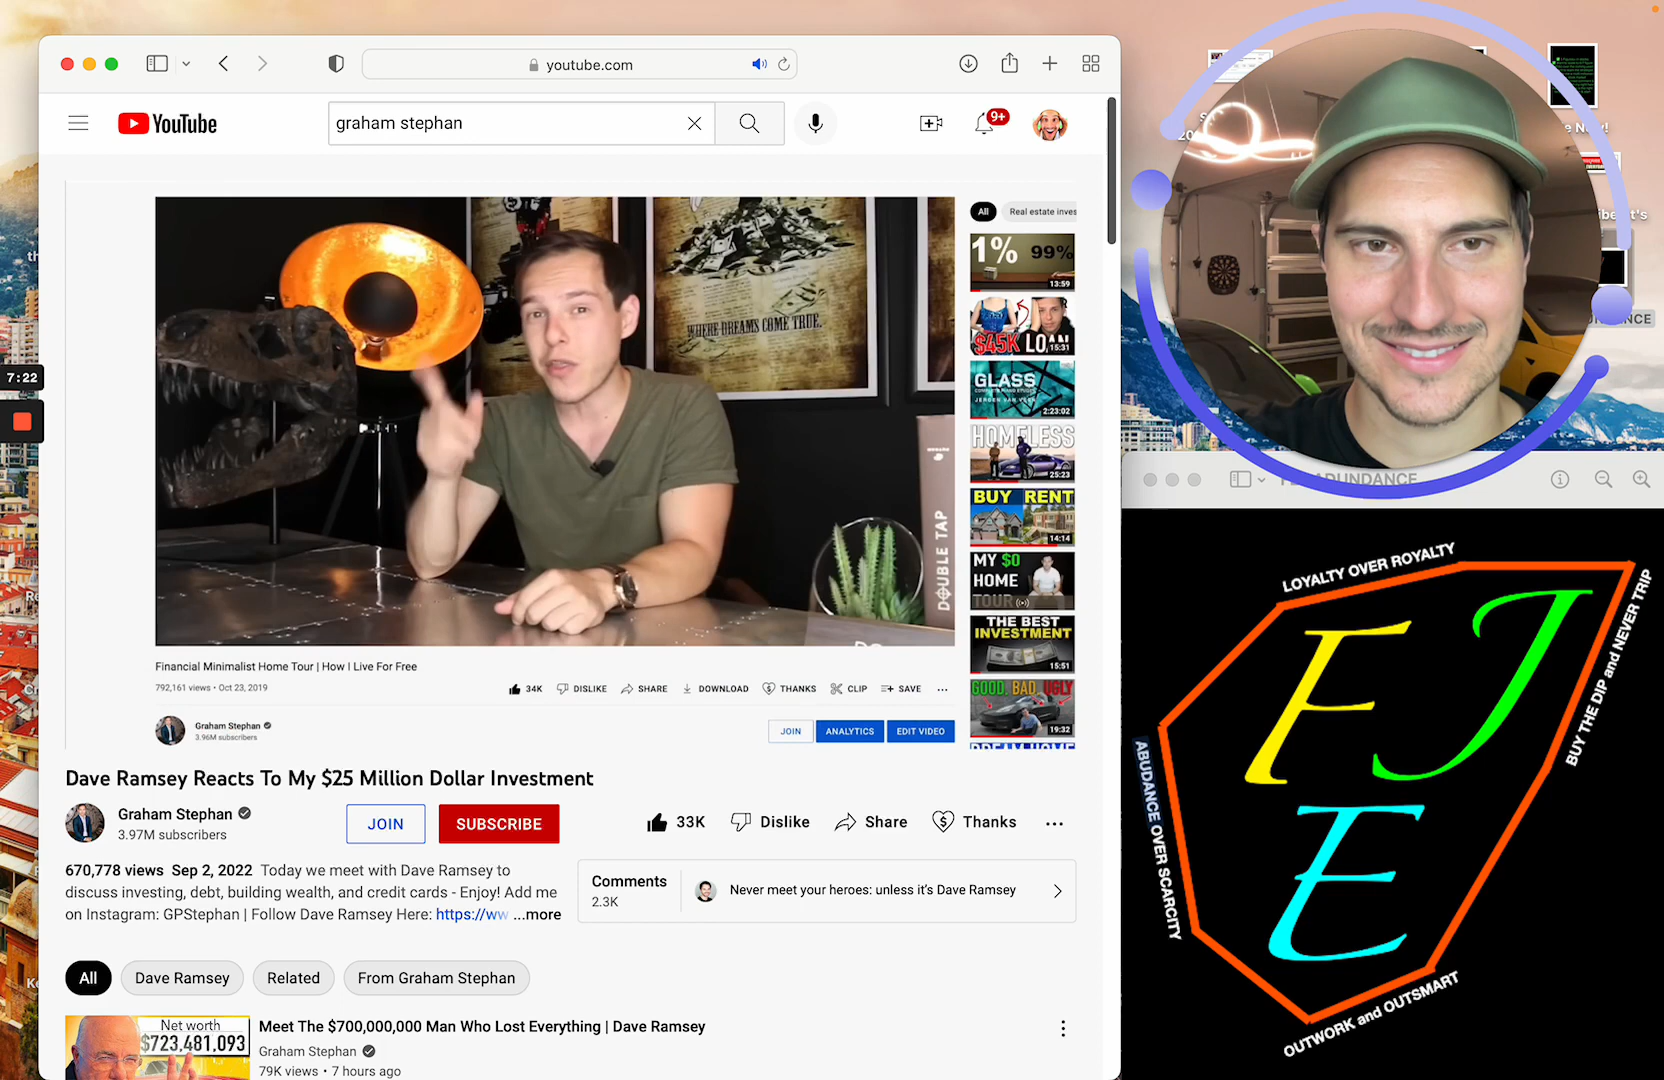 youtube.com
YouTube
graham stephan
9+
WHERE DREAMS COME TRUE.
DOUBLE TAP
All
Real estate inves
1% 99%
13:59
$45K LOAN
15:31
GLASS
2:23:02
HOMELESS
25:23
BUY RENT
14:14
MY $0
HOME
TOUR
THE BEST
INVESTMENT
15:51
GOOD, BAD, UGLY
19:32
DREAM HOME
7:22
Financial Minimalist Home Tour | How I Live For Free
792,161 views • Oct 23, 2019
34K DISLIKE SHARE DOWNLOAD THANKS CLIP SAVE ...
Graham Stephan
3.96M subscribers
JOIN ANALYTICS EDIT VIDEO
Dave Ramsey Reacts To My $25 Million Dollar Investment
Graham Stephan
3.97M subscribers
JOIN SUBSCRIBE
33K Dislike Share Thanks ...
670,778 views Sep 2, 2022 Today we meet with Dave Ramsey to
discuss investing, debt, building wealth, and credit cards - Enjoy! Add me
on Instagram: GPStephan | Follow Dave Ramsey Here: https://ww ...more
Comments
2.3K
Never meet your heroes: unless it's Dave Ramsey
All Dave Ramsey Related From Graham Stephan
Net worth
$723,481,093
Meet The $700,000,000 Man Who Lost Everything | Dave Ramsey
Graham Stephan
79K views • 7 hours ago
LOYALTY OVER ROYALTY
BUY THE DIP and NEVER TRIP
ABUDANCE OVER SCARCITY
OUTWORK and OUTSMART
F J
E